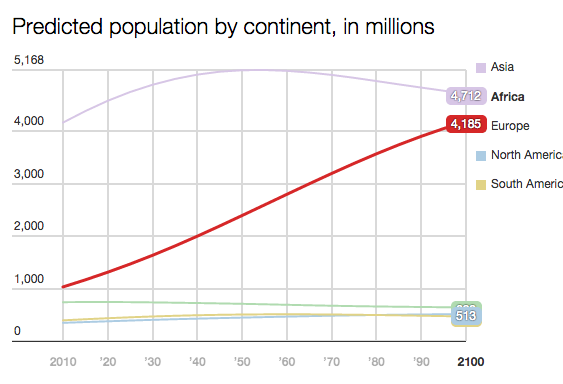 Predicted population by continent, in millions
5,168
4,000
3,000
2,000
1,000
0
Asia
Africa
Europe
North America
South Americ
4,712
4,185
513
2010 '20 '30 '40 '50 '60 '70 '80 '90 2100